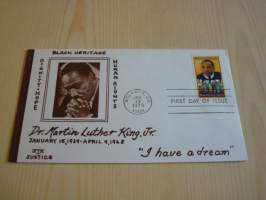 BLACK HERITAGE
DIGNITY-HOPE
HUMAN RIGHTS
Dr. Martin Luther King, Jr.
JANUARY 15, 1929-APRIL 4, 1968
JUSTICE
"I have a dream"
FIRST DAY OF ISSUE